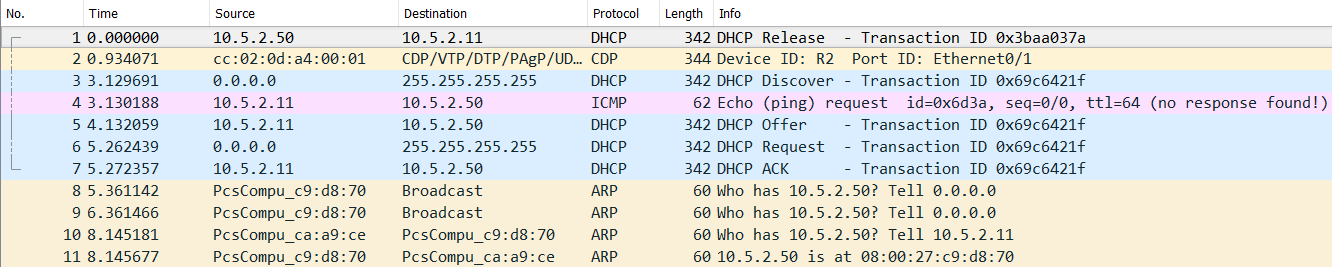 No. Time Source Destination Protocol Length Info
1 0.000000 10.5.2.50 10.5.2.11 DHCP 342 DHCP Release - Transaction ID 0x3baa037a
2 0.934071 cc:02:0d:a4:00:01 CDP/VTP/DTP/PAgP/UD… CDP 344 Device ID: R2 Port ID: Ethernet0/1
3 3.129691 0.0.0.0 255.255.255.255 DHCP 342 DHCP Discover - Transaction ID 0x69c6421f
4 3.130188 10.5.2.11 10.5.2.50 ICMP 62 Echo (ping) request id=0x6d3a, seq=0/0, ttl=64 (no response found!)
5 4.132059 10.5.2.11 10.5.2.50 DHCP 342 DHCP Offer - Transaction ID 0x69c6421f
6 5.262439 0.0.0.0 255.255.255.255 DHCP 342 DHCP Request - Transaction ID 0x69c6421f
7 5.272357 10.5.2.11 10.5.2.50 DHCP 342 DHCP ACK - Transaction ID 0x69c6421f
8 5.361142 PcsCompu_c9:d8:70 Broadcast ARP 60 Who has 10.5.2.50? Tell 0.0.0.0
9 6.361466 PcsCompu_c9:d8:70 Broadcast ARP 60 Who has 10.5.2.50? Tell 0.0.0.0
10 8.145181 PcsCompu_ca:a9:ce PcsCompu_c9:d8:70 ARP 60 Who has 10.5.2.50? Tell 10.5.2.11
11 8.145677 PcsCompu_c9:d8:70 PcsCompu_ca:a9:ce ARP 60 10.5.2.50 is at 08:00:27:c9:d8:70